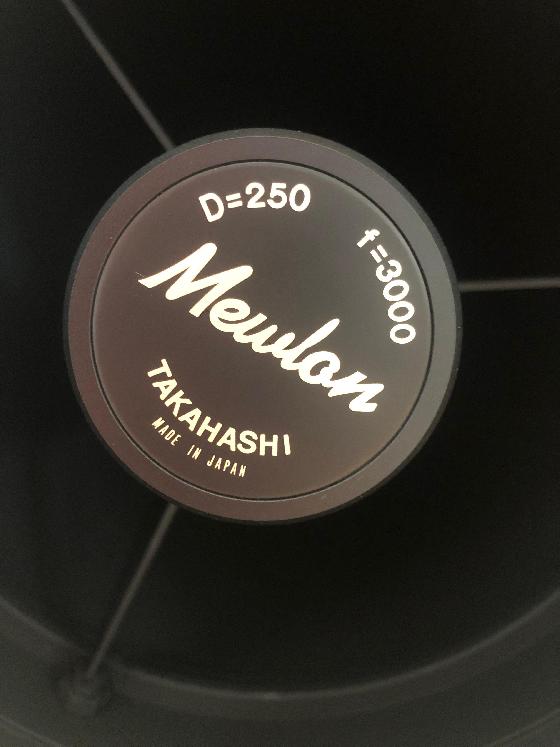 D=250
f=3000
Mewlon
TAKAHASHI
MADE IN JAPAN